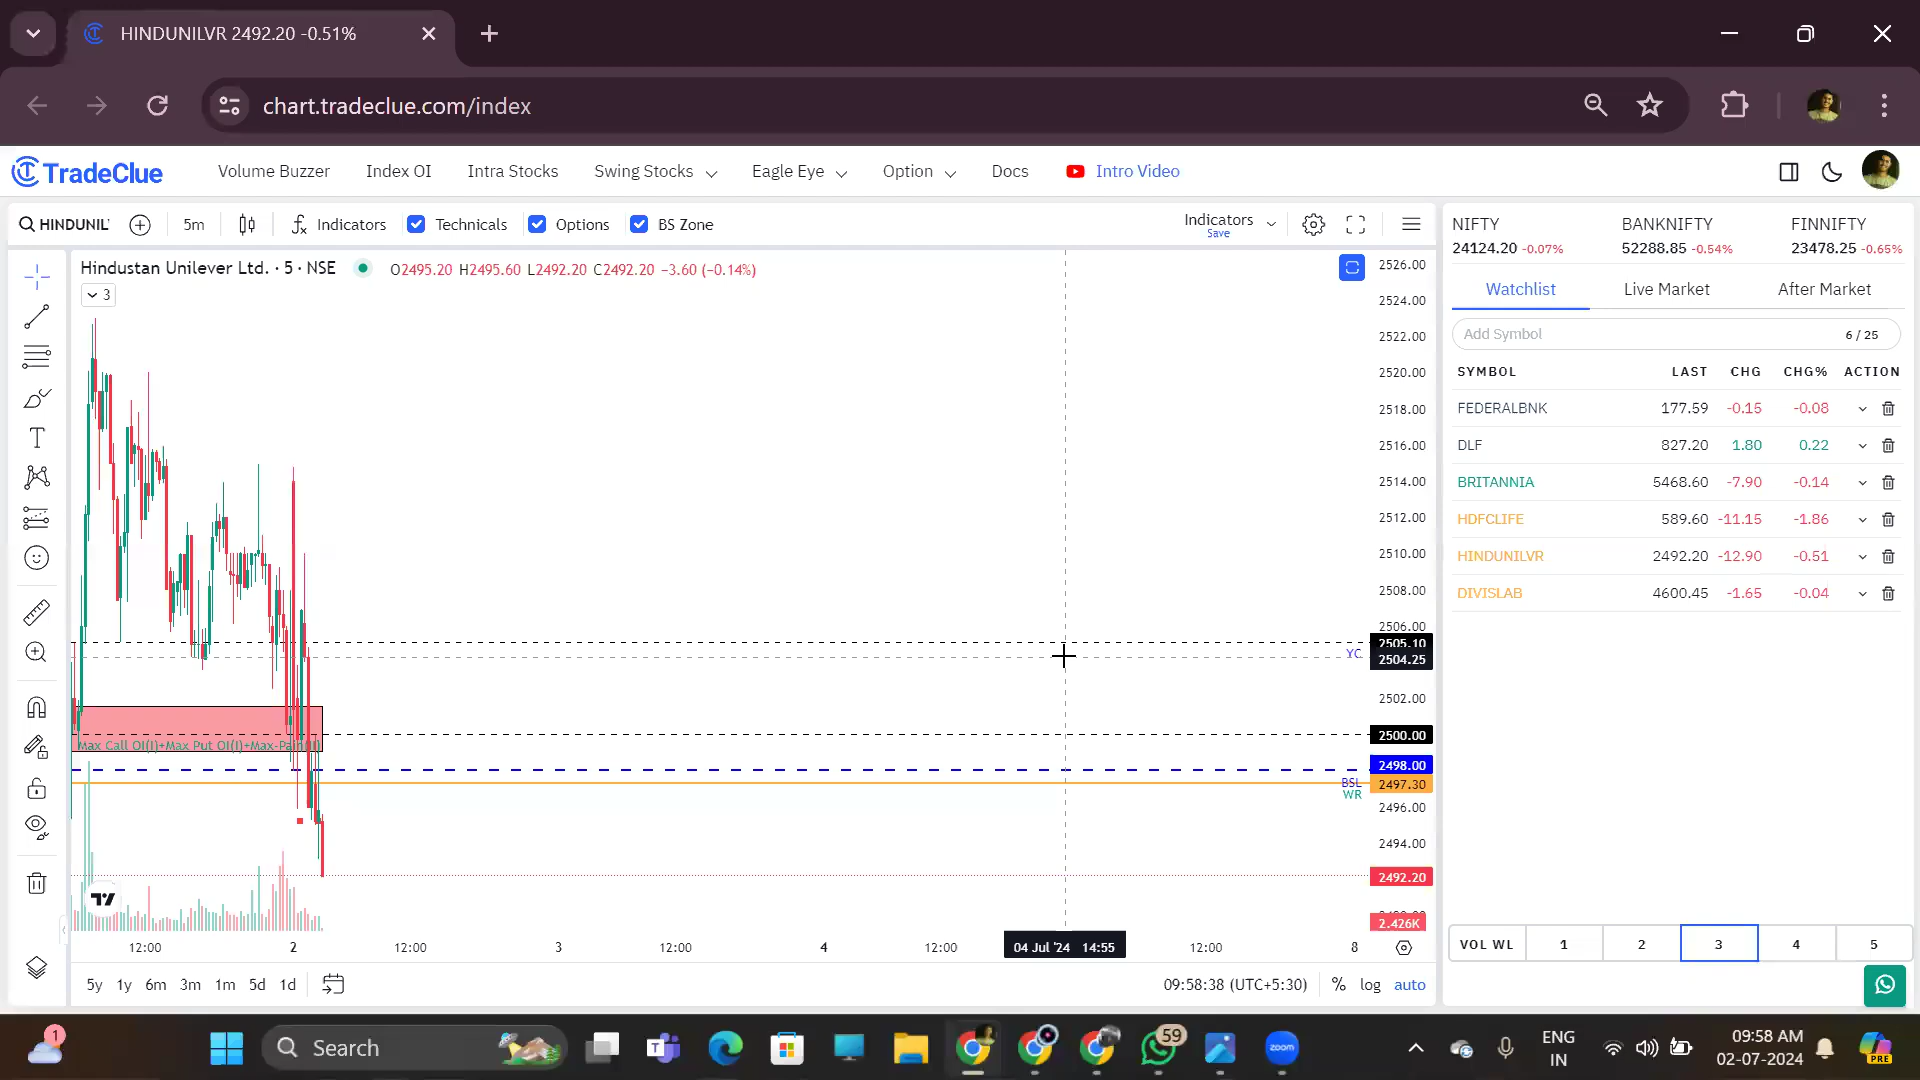 HINDUNILVR 2492.20 -0.51%
chart.tradeclue.com/index
TradeClue
Volume Buzzer
Index OI
Intra Stocks
Swing Stocks
Eagle Eye
Option
Docs
Intro Video
HINDUNIL
5m
Indicators
Technicals
Options
BS Zone
Indicators
Save
Hindustan Unilever Ltd. · 5 · NSE
O2495.20 H2495.60 L2492.20 C2492.20 −3.60 (−0.14%)
3
2526.00
2524.00
2522.00
2520.00
2518.00
2516.00
2514.00
2512.00
2510.00
2508.00
2506.00
2505.10
YC
2504.25
2502.00
Max Call OI(I)+Max Put OI(I)+Max-Pain(I)
2500.00
2498.00
BSL
2497.30
WR
2496.00
2494.00
2492.20
2.426K
12:00
2
12:00
3
12:00
4
12:00
04 Jul '24 14:55
12:00
8
5y
1y
6m
3m
1m
5d
1d
09:58:38 (UTC+5:30)
%
log
auto
NIFTY
24124.20 -0.07%
BANKNIFTY
52288.85 -0.54%
FINNIFTY
23478.25 -0.65%
Watchlist
Live Market
After Market
Add Symbol
6 / 25
SYMBOL LAST CHG CHG% ACTION
FEDERALBNK 177.59 -0.15 -0.08
DLF 827.20 1.80 0.22
BRITANNIA 5468.60 -7.90 -0.14
HDFCLIFE 589.60 -11.15 -1.86
HINDUNILVR 2492.20 -12.90 -0.51
DIVISLAB 4600.45 -1.65 -0.04
VOL WL 1 2 3 4 5
1
Search
59
zoom
ENG
IN
09:58 AM
02-07-2024
PRE